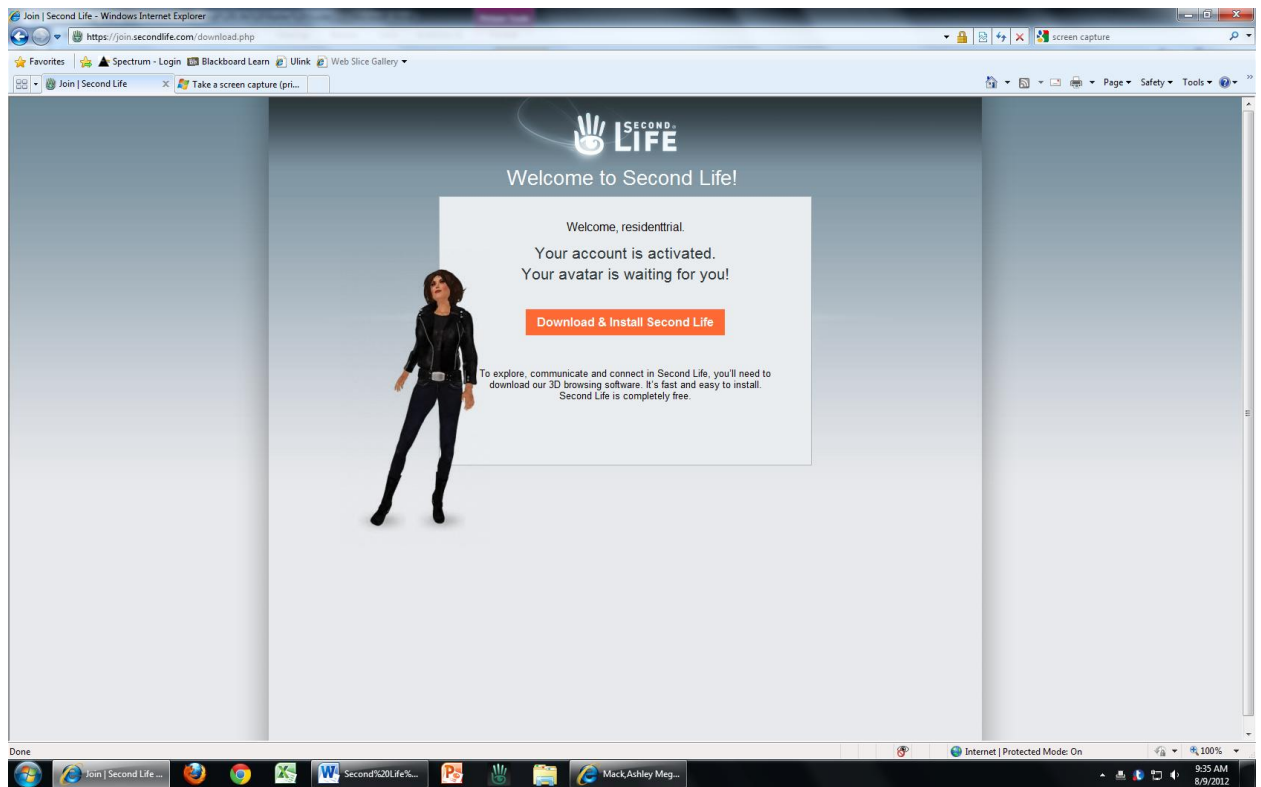 Join | Second Life - Windows Internet Explorer
https://join.secondlife.com/download.php
screen capture
Favorites
Spectrum - Login
Blackboard Learn
Ulink
Web Slice Gallery
Join | Second Life
Take a screen capture (pri...
Page
Safety
Tools
SECOND
LIFE
Welcome to Second Life!
Welcome, residenttrial.
Your account is activated.
Your avatar is waiting for you!
Download & Install Second Life
To explore, communicate and connect in Second Life, you'll need to
download our 3D browsing software. It's fast and easy to install.
Second Life is completely free.
Done
Internet | Protected Mode: On
100%
Join | Second Life ...
Second%20Life%...
Mack,Ashley Meg...
9:35 AM
8/9/2012